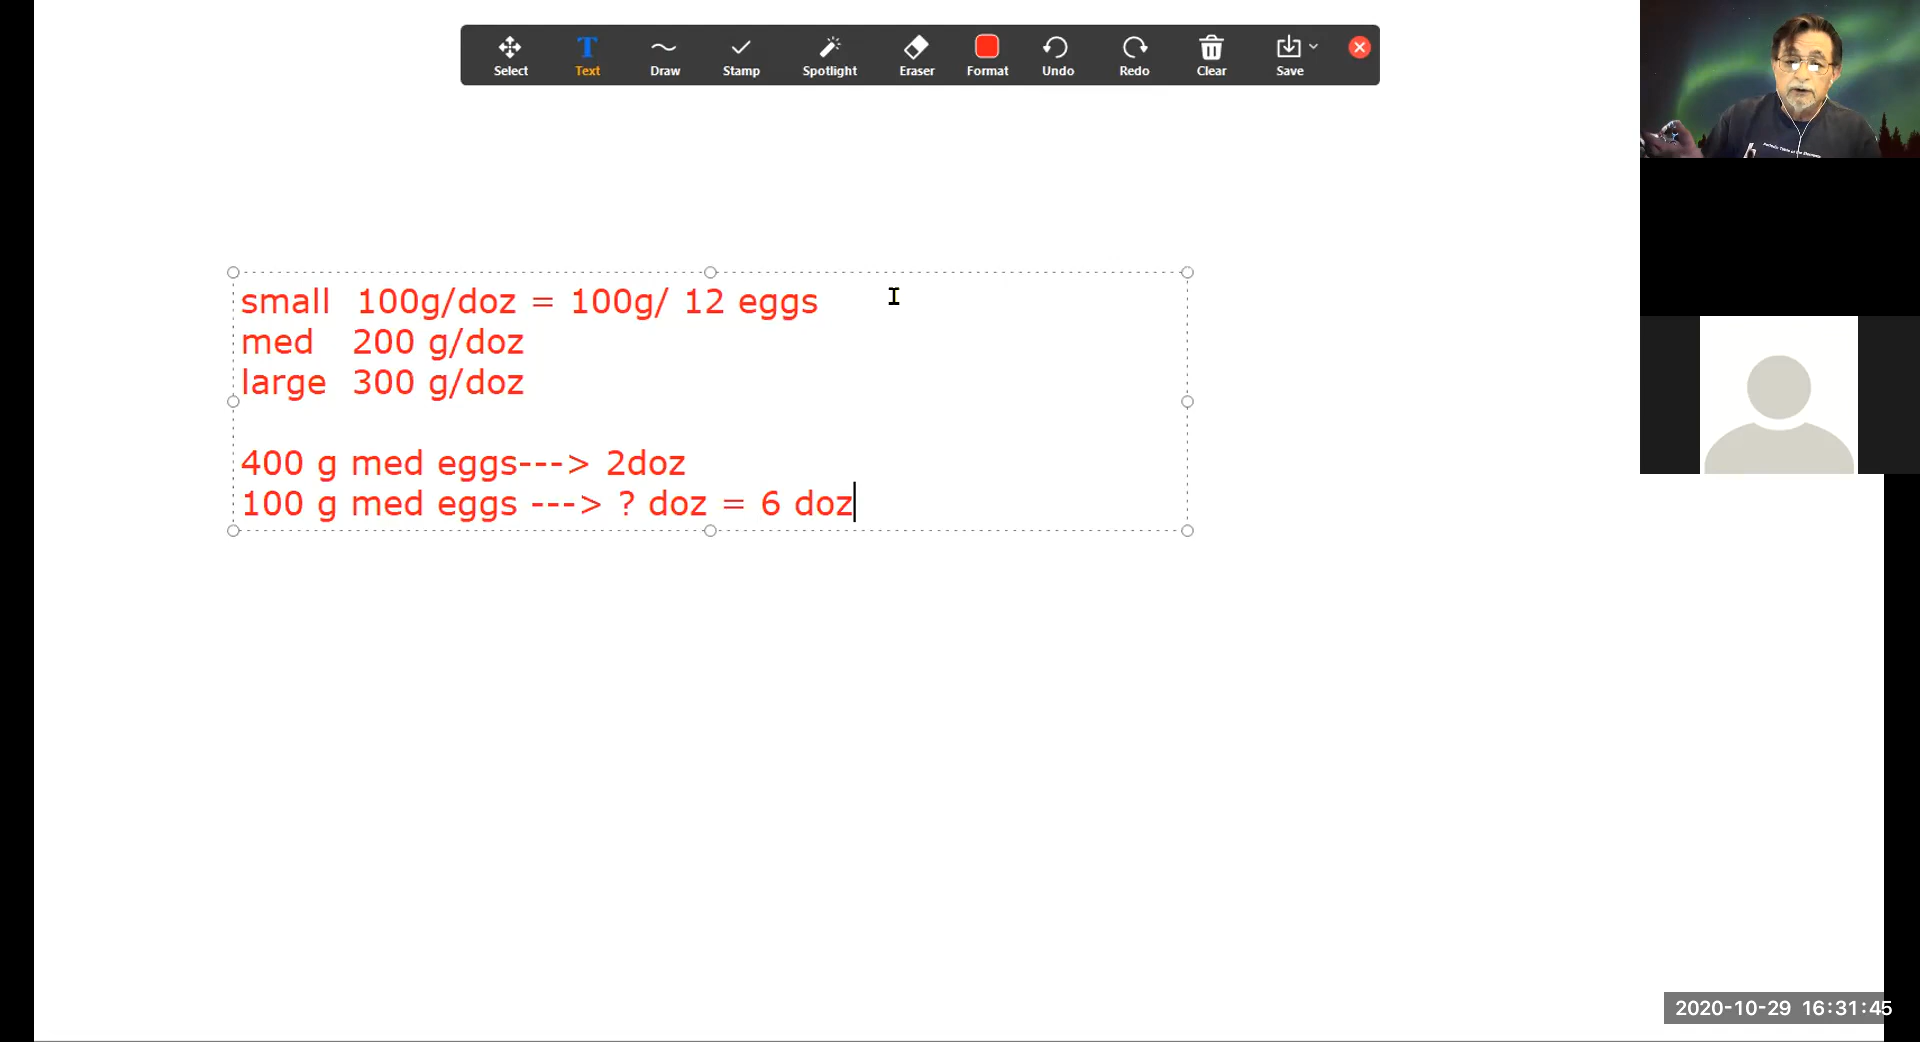 Select Text Draw Stamp Spotlight Eraser Format Undo Redo Clear Save
small 100g/doz = 100g/ 12 eggs
med 200 g/doz
large 300 g/doz
400 g med eggs---> 2doz
100 g med eggs ---> ? doz = 6 doz
2020-10-29 16:31:45